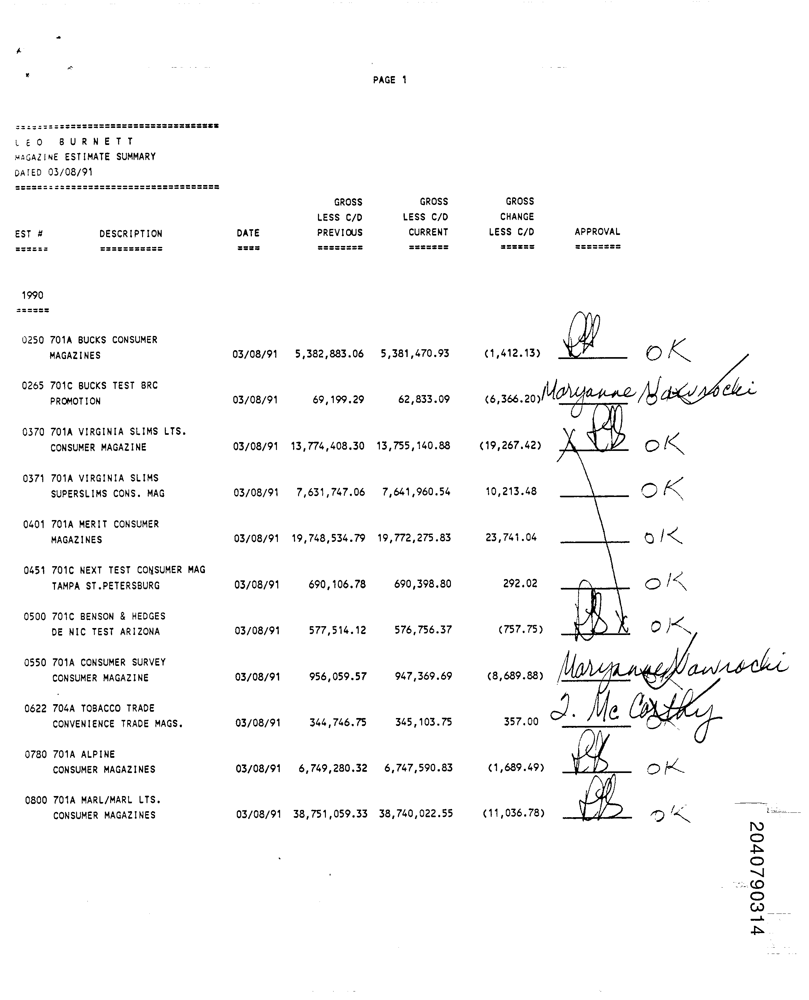 PAGE 1
===================================
L E O   B U R N E T T
MAGAZINE ESTIMATE SUMMARY
DATED 03/08/91
===================================
GROSS GROSS GROSS
LESS C/D LESS C/D CHANGE
EST # DESCRIPTION DATE PREVIOUS CURRENT LESS C/D APPROVAL
====== =========== ==== ======== ======== ====== ========
1990
======
0250 701A BUCKS CONSUMER
MAGAZINES 03/08/91 5,382,883.06 5,381,470.93 (1,412.13) OK
0265 701C BUCKS TEST BRC
PROMOTION 03/08/91 69,199.29 62,833.09 (6,366.20) Maryanne Nawrocki
0370 701A VIRGINIA SLIMS LTS.
CONSUMER MAGAZINE 03/08/91 13,774,408.30 13,755,140.88 (19,267.42) X OK
0371 701A VIRGINIA SLIMS
SUPERSLIMS CONS. MAG 03/08/91 7,631,747.06 7,641,960.54 10,213.48 OK
0401 701A MERIT CONSUMER
MAGAZINES 03/08/91 19,748,534.79 19,772,275.83 23,741.04 OK
0451 701C NEXT TEST CONSUMER MAG
TAMPA ST.PETERSBURG 03/08/91 690,106.78 690,398.80 292.02 OK
0500 701C BENSON & HEDGES
DE NIC TEST ARIZONA 03/08/91 577,514.12 576,756.37 (757.75) X OK
0550 701A CONSUMER SURVEY
CONSUMER MAGAZINE 03/08/91 956,059.57 947,369.69 (8,689.88) Maryanne Nawrocki
0622 704A TOBACCO TRADE
CONVENIENCE TRADE MAGS. 03/08/91 344,746.75 345,103.75 357.00 J. McCarthy
0780 701A ALPINE
CONSUMER MAGAZINES 03/08/91 6,749,280.32 6,747,590.83 (1,689.49) OK
0800 701A MARL/MARL LTS.
CONSUMER MAGAZINES 03/08/91 38,751,059.33 38,740,022.55 (11,036.78) OK
2040790314